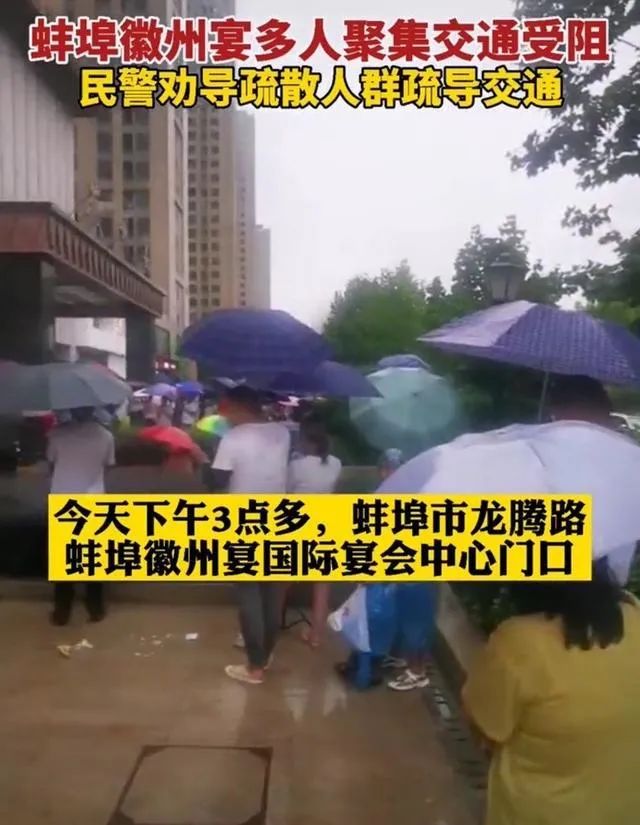 蚌埠徽州宴多人聚集交通受阻
民警劝导疏散人群疏导交通
今天下午3点多，蚌埠市龙腾路
蚌埠徽州宴国际宴会中心门口